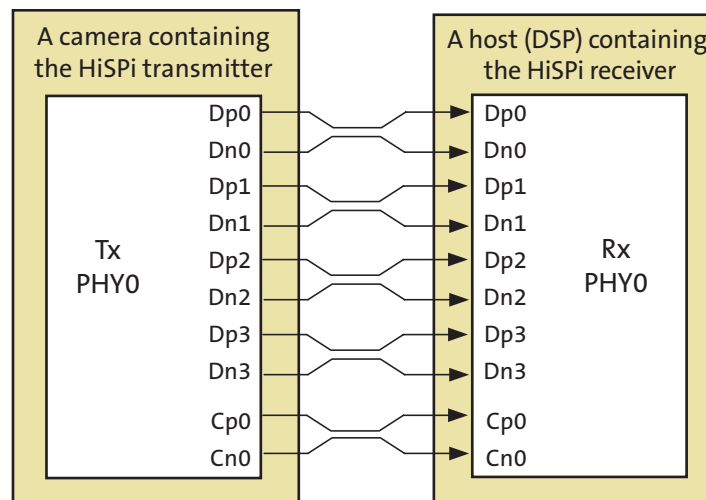 A camera containing
the HiSPi transmitter
A host (DSP) containing
the HiSPi receiver
Dp0
Dn0
Dp1
Dn1
Dp2
Dn2
Dp3
Dn3
Cp0
Cn0
Tx
PHY0
Dp0
Dn0
Dp1
Dn1
Dp2
Dn2
Dp3
Dn3
Cp0
Cn0
Rx
PHY0